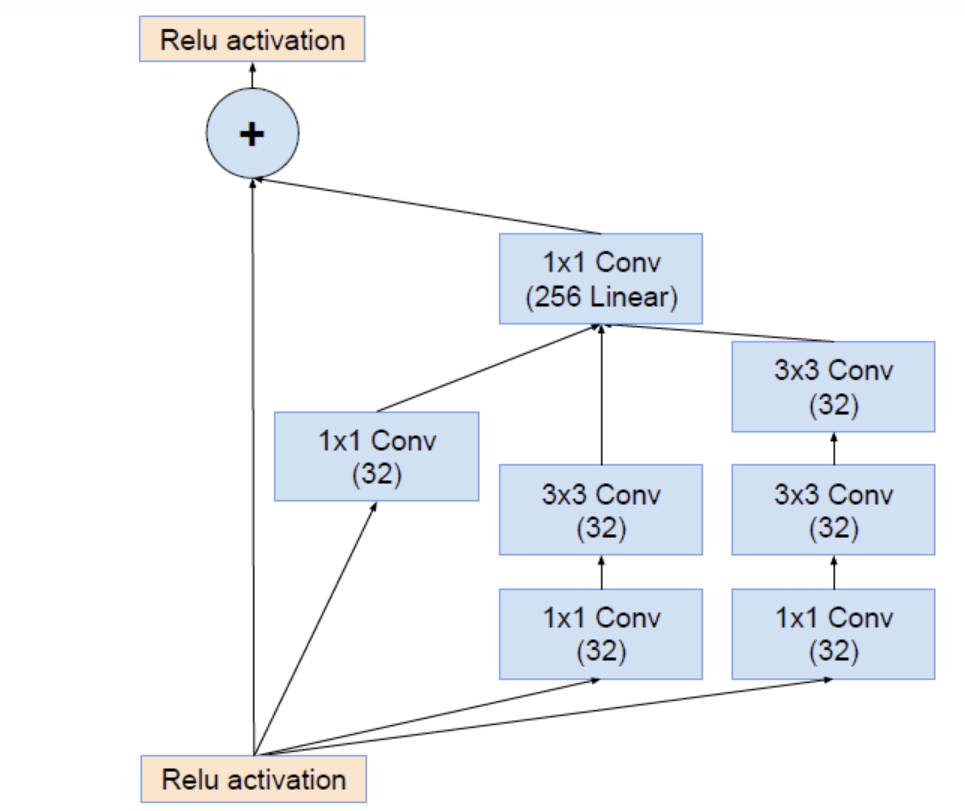 Relu activation
+
1x1 Conv
(256 Linear)
3x3 Conv
(32)
1x1 Conv
(32)
3x3 Conv
(32)
3x3 Conv
(32)
1x1 Conv
(32)
1x1 Conv
(32)
Relu activation